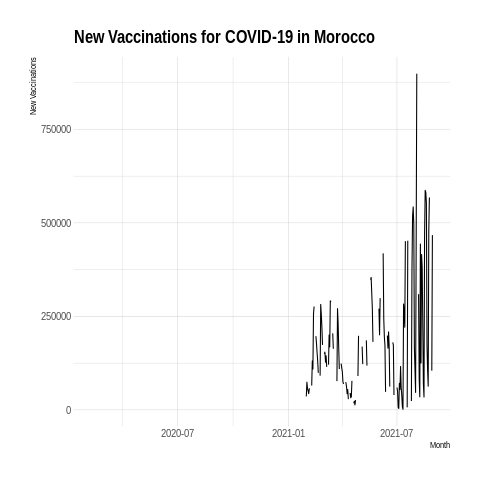 New Vaccinations for COVID-19 in Morocco
New Vaccinations
750000
500000
250000
0
2020-07
2021-01
2021-07
Month